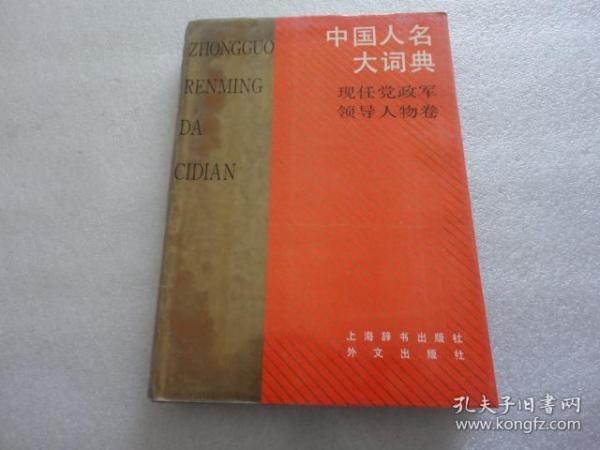 ZHONGGUO
RENMING
DA
CIDIAN
中国人名
大词典
现任党政军
领导人物卷
上海辞书出版社
外文出版社
孔夫子旧书网
www.kongfz.com